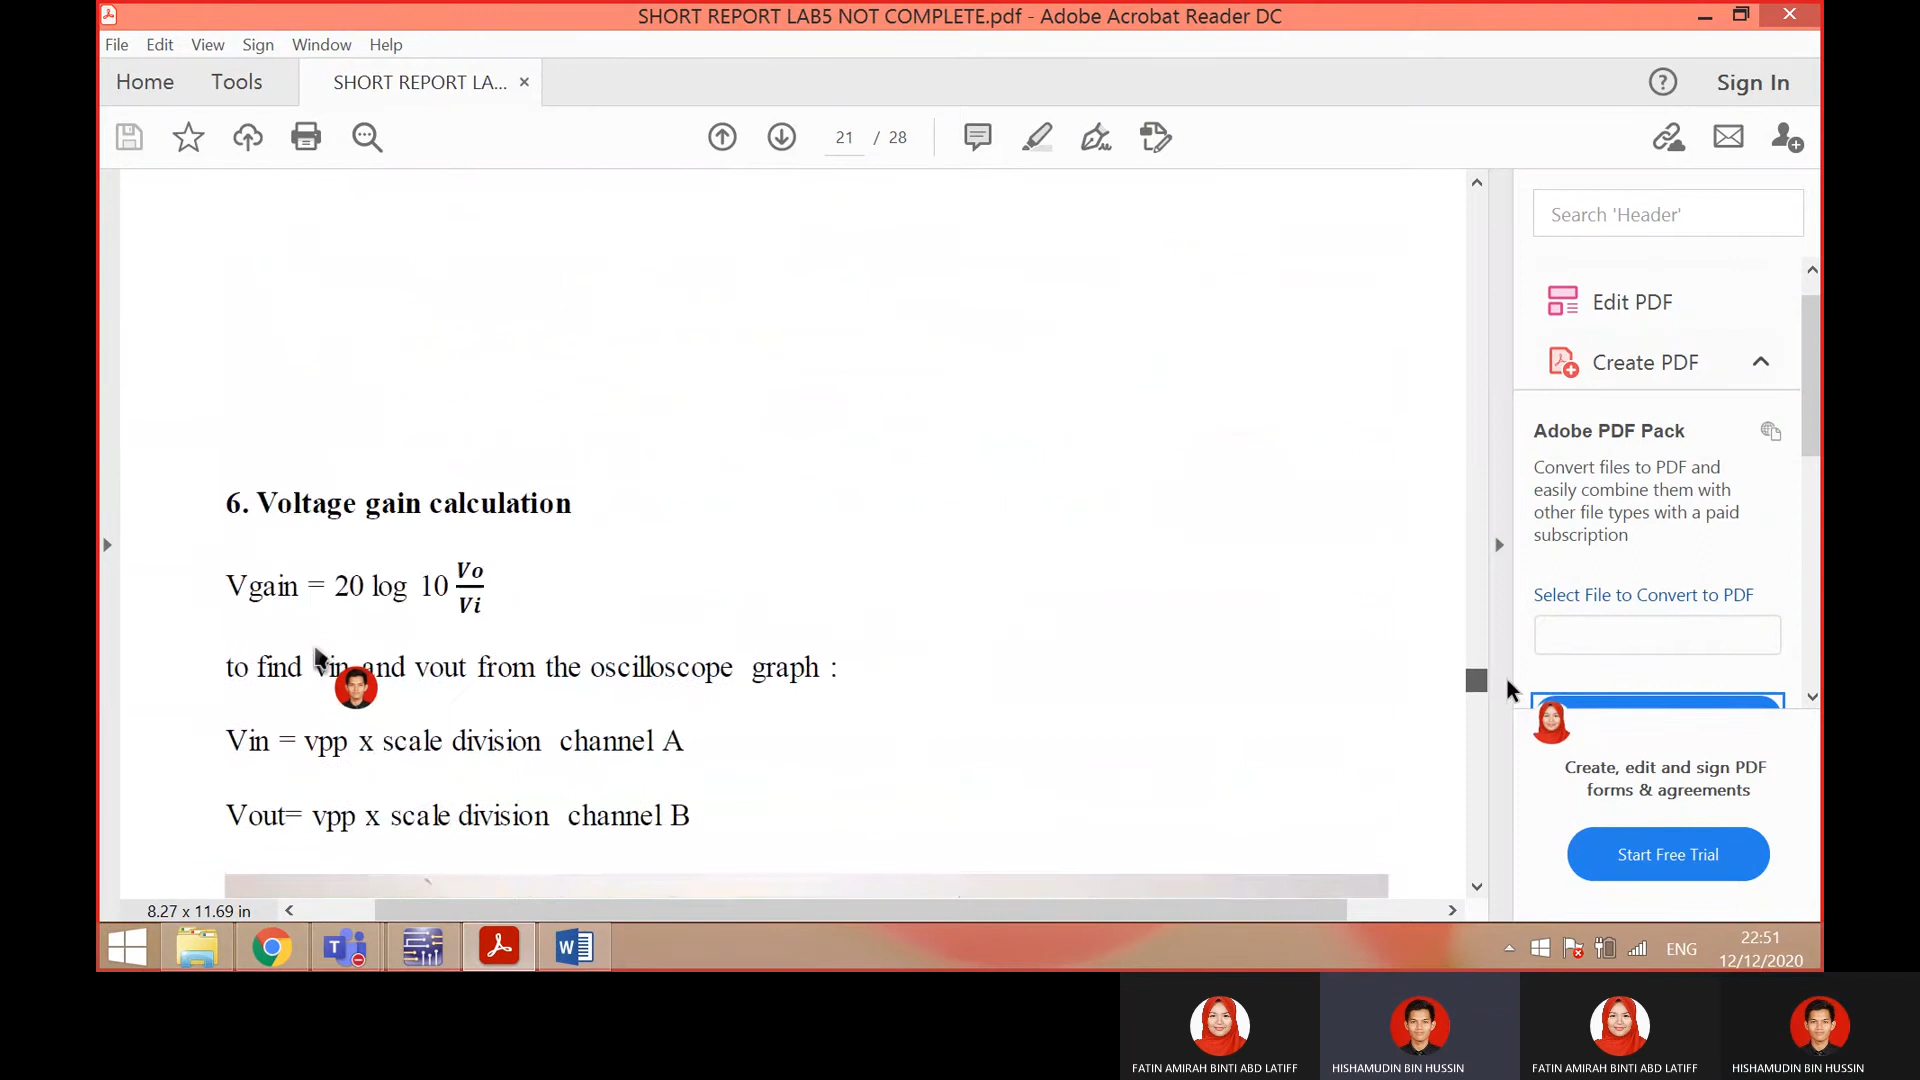 SHORT REPORT LAB5 NOT COMPLETE.pdf - Adobe Acrobat Reader DC
File Edit View Sign Window Help
Home Tools SHORT REPORT LA... × Sign In
21 / 28
Search 'Header'
Edit PDF
Create PDF
Adobe PDF Pack
Convert files to PDF and
easily combine them with
other file types with a paid
subscription
Select File to Convert to PDF
Create, edit and sign PDF
forms & agreements
Start Free Trial
6. Voltage gain calculation
Vgain = 20 log 10 Vo/Vi
to find vin and vout from the oscilloscope graph :
Vin = vpp x scale division channel A
Vout= vpp x scale division channel B
8.27 x 11.69 in
ENG
22:51
12/12/2020
FATIN AMIRAH BINTI ABD LATIFF
HISHAMUDIN BIN HUSSIN
FATIN AMIRAH BINTI ABD LATIFF
HISHAMUDIN BIN HUSSIN